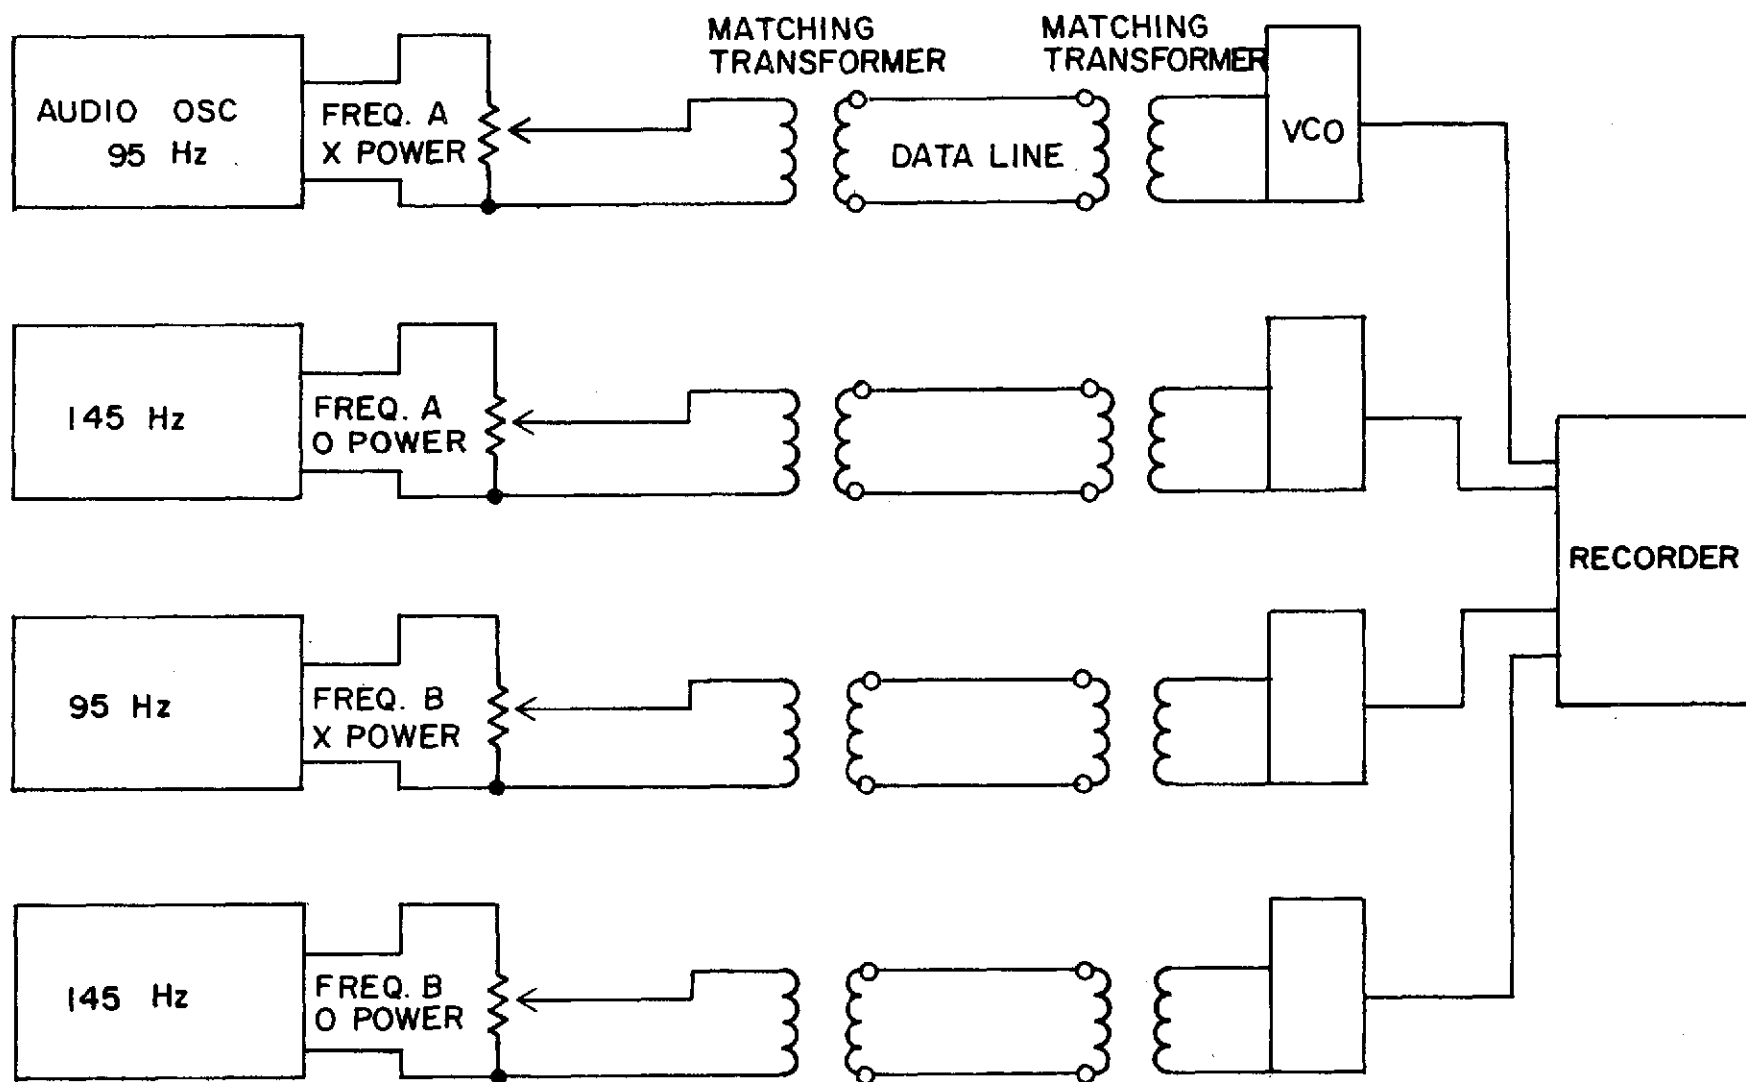 MATCHING
TRANSFORMER
MATCHING
TRANSFORMER
AUDIO OSC
95 Hz
FREQ. A
X POWER
DATA LINE
VCO
145 Hz
FREQ. A
O POWER
RECORDER
95 Hz
FREQ. B
X POWER
145 Hz
FREQ. B
O POWER